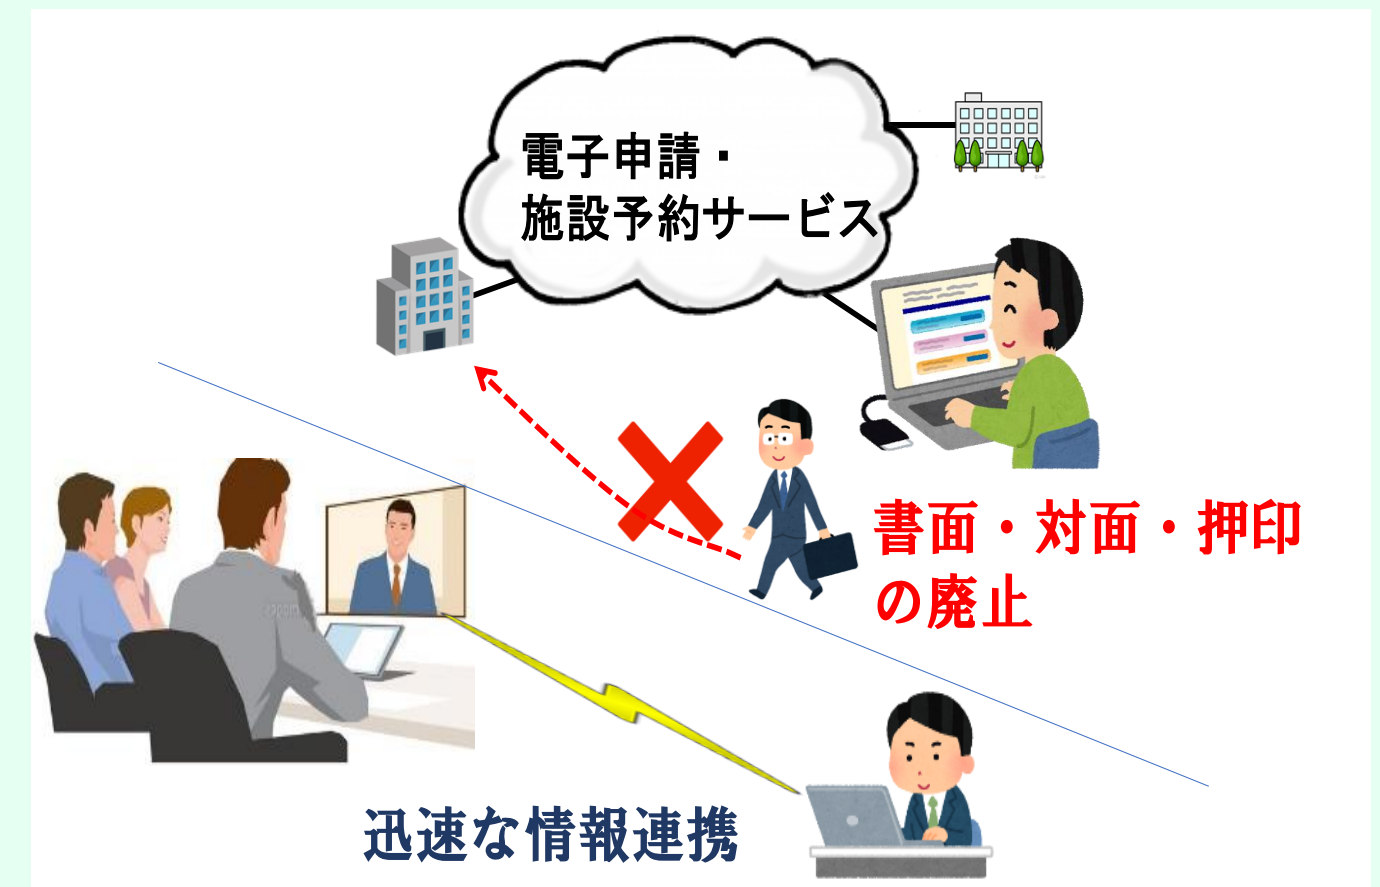 電子申請・
施設予約サービス
書面・対面・押印
の廃止
迅速な情報連携